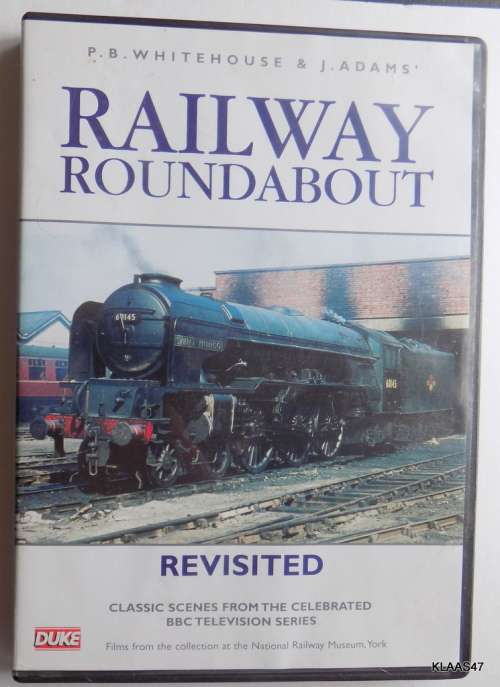 P. B. WHITEHOUSE & J. ADAMS'
RAILWAY
ROUNDABOUT
60145
60145
REVISITED
CLASSIC SCENES FROM THE CELEBRATED
BBC TELEVISION SERIES
DUKE
Films from the collection at the National Railway Museum, York
KLAAS47